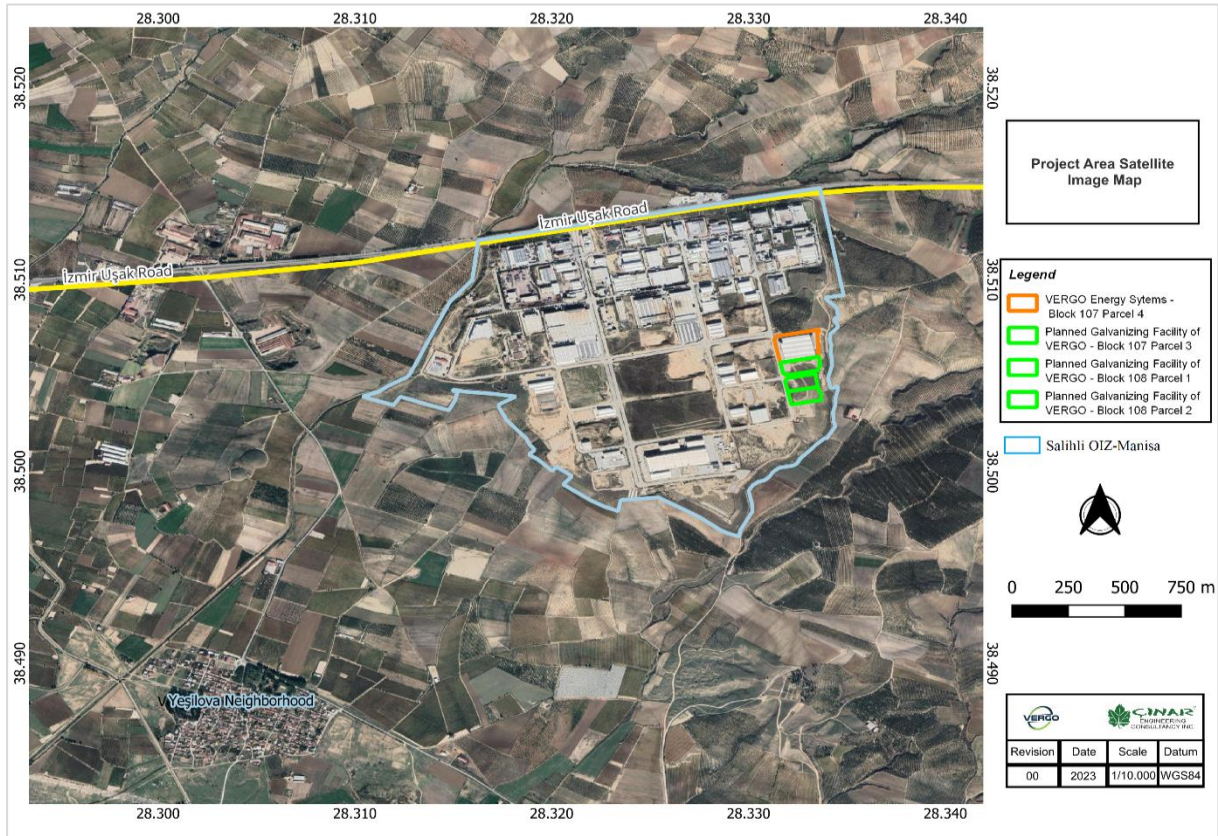 28.300 28.310 28.320 28.330 28.340
38.520
38.510
38.500
38.490
38.520
38.510
38.500
38.490
İzmir Uşak Road
İzmir Uşak Road
Yeşilova Neighborhood
28.300 28.310 28.320 28.330 28.340
Project Area Satellite
Image Map
Legend
VERGO Energy Sytems -
Block 107 Parcel 4
Planned Galvanizing Facility of
VERGO - Block 107 Parcel 3
Planned Galvanizing Facility of
VERGO - Block 108 Parcel 1
Planned Galvanizing Facility of
VERGO - Block 108 Parcel 2
Salihli OIZ-Manisa
0 250 500 750 m
VERGO
ÇINAR
ENGINEERING
CONSULTANCY INC.
Revision Date Scale Datum
00 2023 1/10.000 WGS84